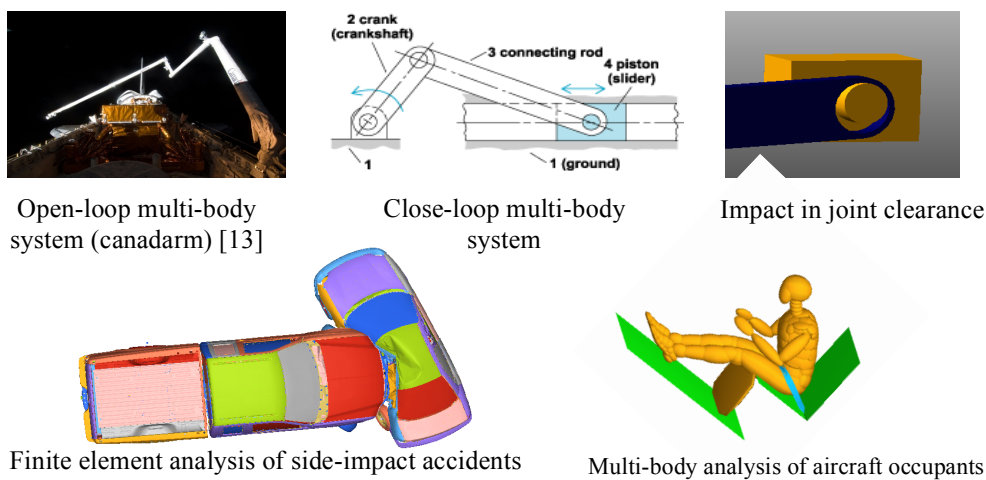 2 crank
(crankshaft)
3 connecting rod
4 piston
(slider)
1
1 (ground)
Open-loop multi-body
system (canadarm) [13]
Close-loop multi-body
system
Impact in joint clearance
Finite element analysis of side-impact accidents
Multi-body analysis of aircraft occupants